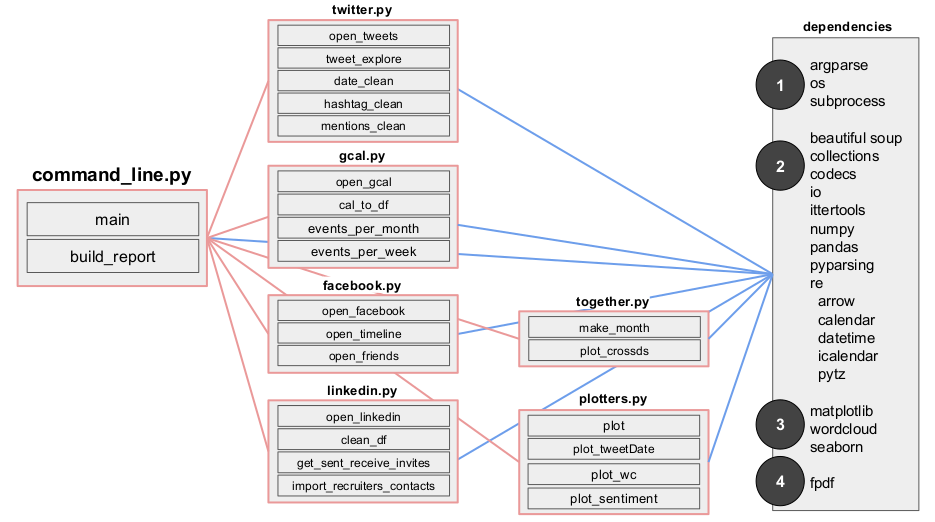 command_line.py
main
build_report
twitter.py
open_tweets
tweet_explore
date_clean
hashtag_clean
mentions_clean
gcal.py
open_gcal
cal_to_df
events_per_month
events_per_week
facebook.py
open_facebook
open_timeline
open_friends
linkedin.py
open_linkedin
clean_df
get_sent_receive_invites
import_recruiters_contacts
together.py
make_month
plot_crossds
plotters.py
plot
plot_tweetDate
plot_wc
plot_sentiment
dependencies
1
argparse
os
subprocess
2
beautiful soup
collections
codecs
io
ittertools
numpy
pandas
pyparsing
re
arrow
calendar
datetime
icalendar
pytz
3
matplotlib
wordcloud
seaborn
4
fpdf